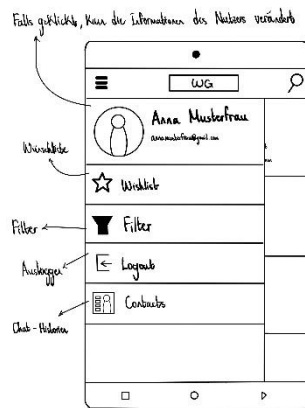 Falls geklickt, kann die Informationen des Nutzers verändert
WG
Anna Musterfrau
Wunschliste
Wishlist
Filter
Filter
Ausloggen
Logout
Contacts
Chat-Historien